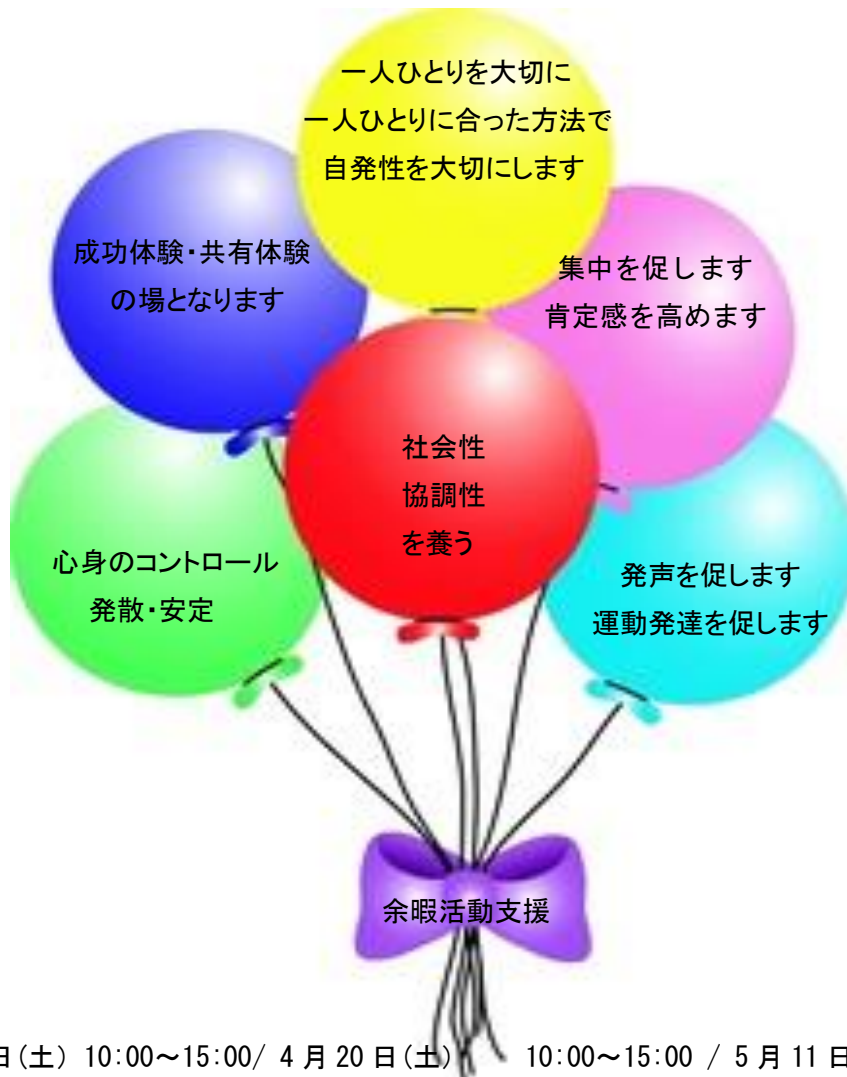 一人ひとりを大切に
一人ひとりに合った方法で
自発性を大切にします
成功体験・共有体験
の場となります
集中を促します
肯定感を高めます
社会性
協調性
を養う
心身のコントロール
発散・安定
発声を促します
運動発達を促します
余暇活動支援
日(土) 10:00～15:00/ 4月20日(土) 10:00～15:00 / 5月11日